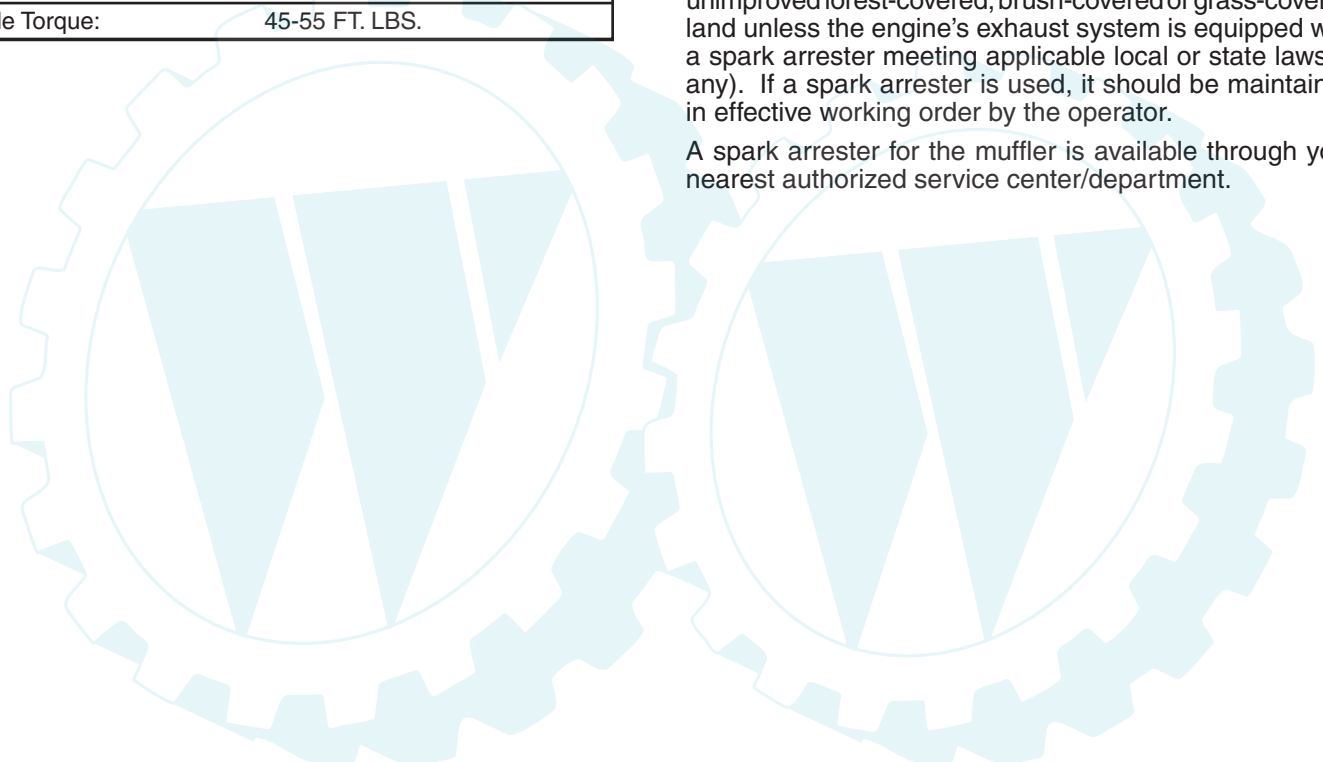 le Torque: 45-55 FT. LBS.
unimproved forest-covered, brush-covered or grass-cover
land unless the engine’s exhaust system is equipped w
a spark arrester meeting applicable local or state laws
any). If a spark arrester is used, it should be maintain
in effective working order by the operator.
A spark arrester for the muffler is available through yo
nearest authorized service center/department.